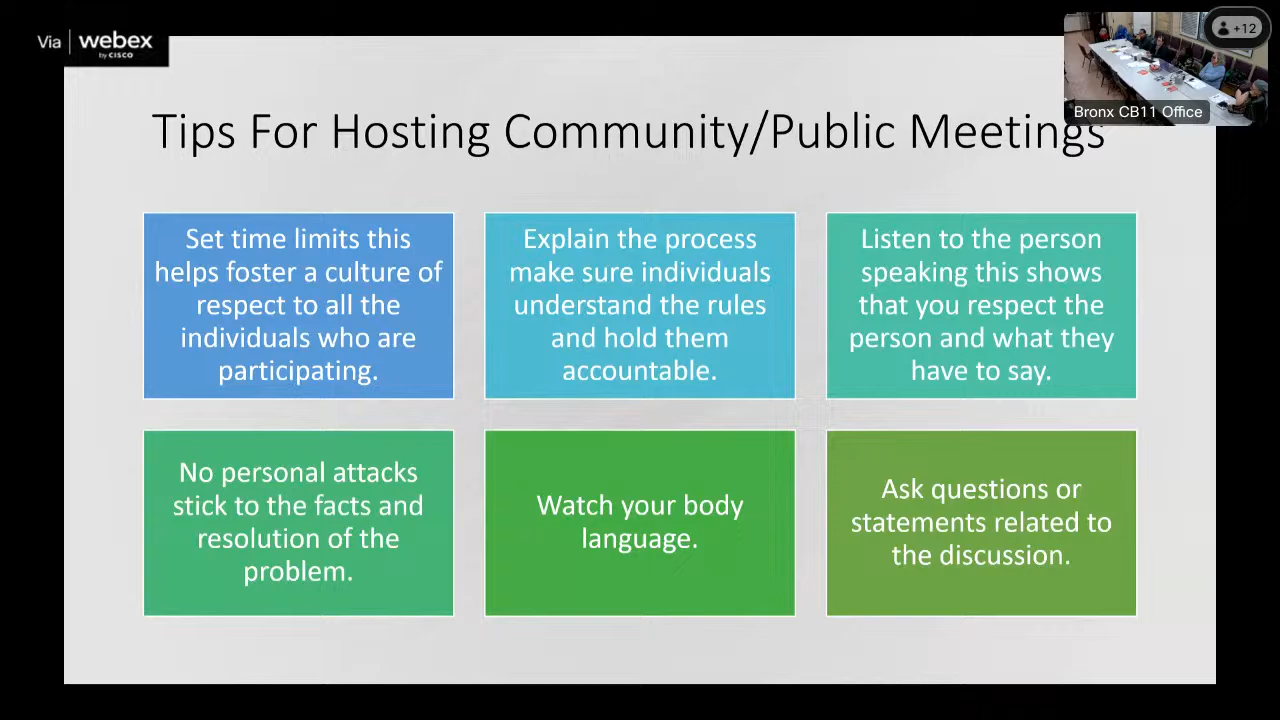 Via webex
by CISCO
+12
Bronx CB11 Office
Tips For Hosting Community/Public Meetings
Set time limits this
helps foster a culture of
respect to all the
individuals who are
participating.
Explain the process
make sure individuals
understand the rules
and hold them
accountable.
Listen to the person
speaking this shows
that you respect the
person and what they
have to say.
No personal attacks
stick to the facts and
resolution of the
problem.
Watch your body
language.
Ask questions or
statements related to
the discussion.